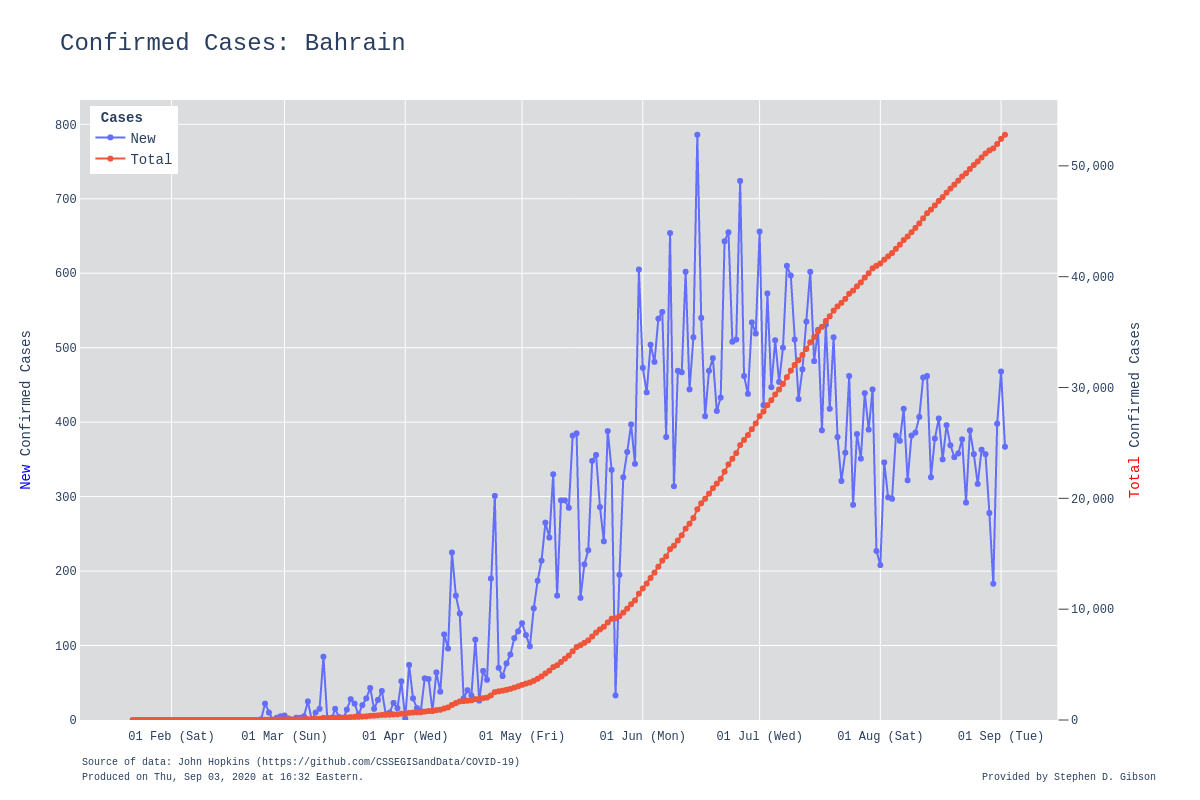 Confirmed Cases: Bahrain
Cases
New
Total
800
700
600
500
400
300
200
100
0
50,000
40,000
30,000
20,000
10,000
0
New Confirmed Cases
Total Confirmed Cases
01 Feb (Sat)
01 Mar (Sun)
01 Apr (Wed)
01 May (Fri)
01 Jun (Mon)
01 Jul (Wed)
01 Aug (Sat)
01 Sep (Tue)
Source of data: John Hopkins (https://github.com/CSSEGISandData/COVID-19)
Produced on Thu, Sep 03, 2020 at 16:32 Eastern.
Provided by Stephen D. Gibson